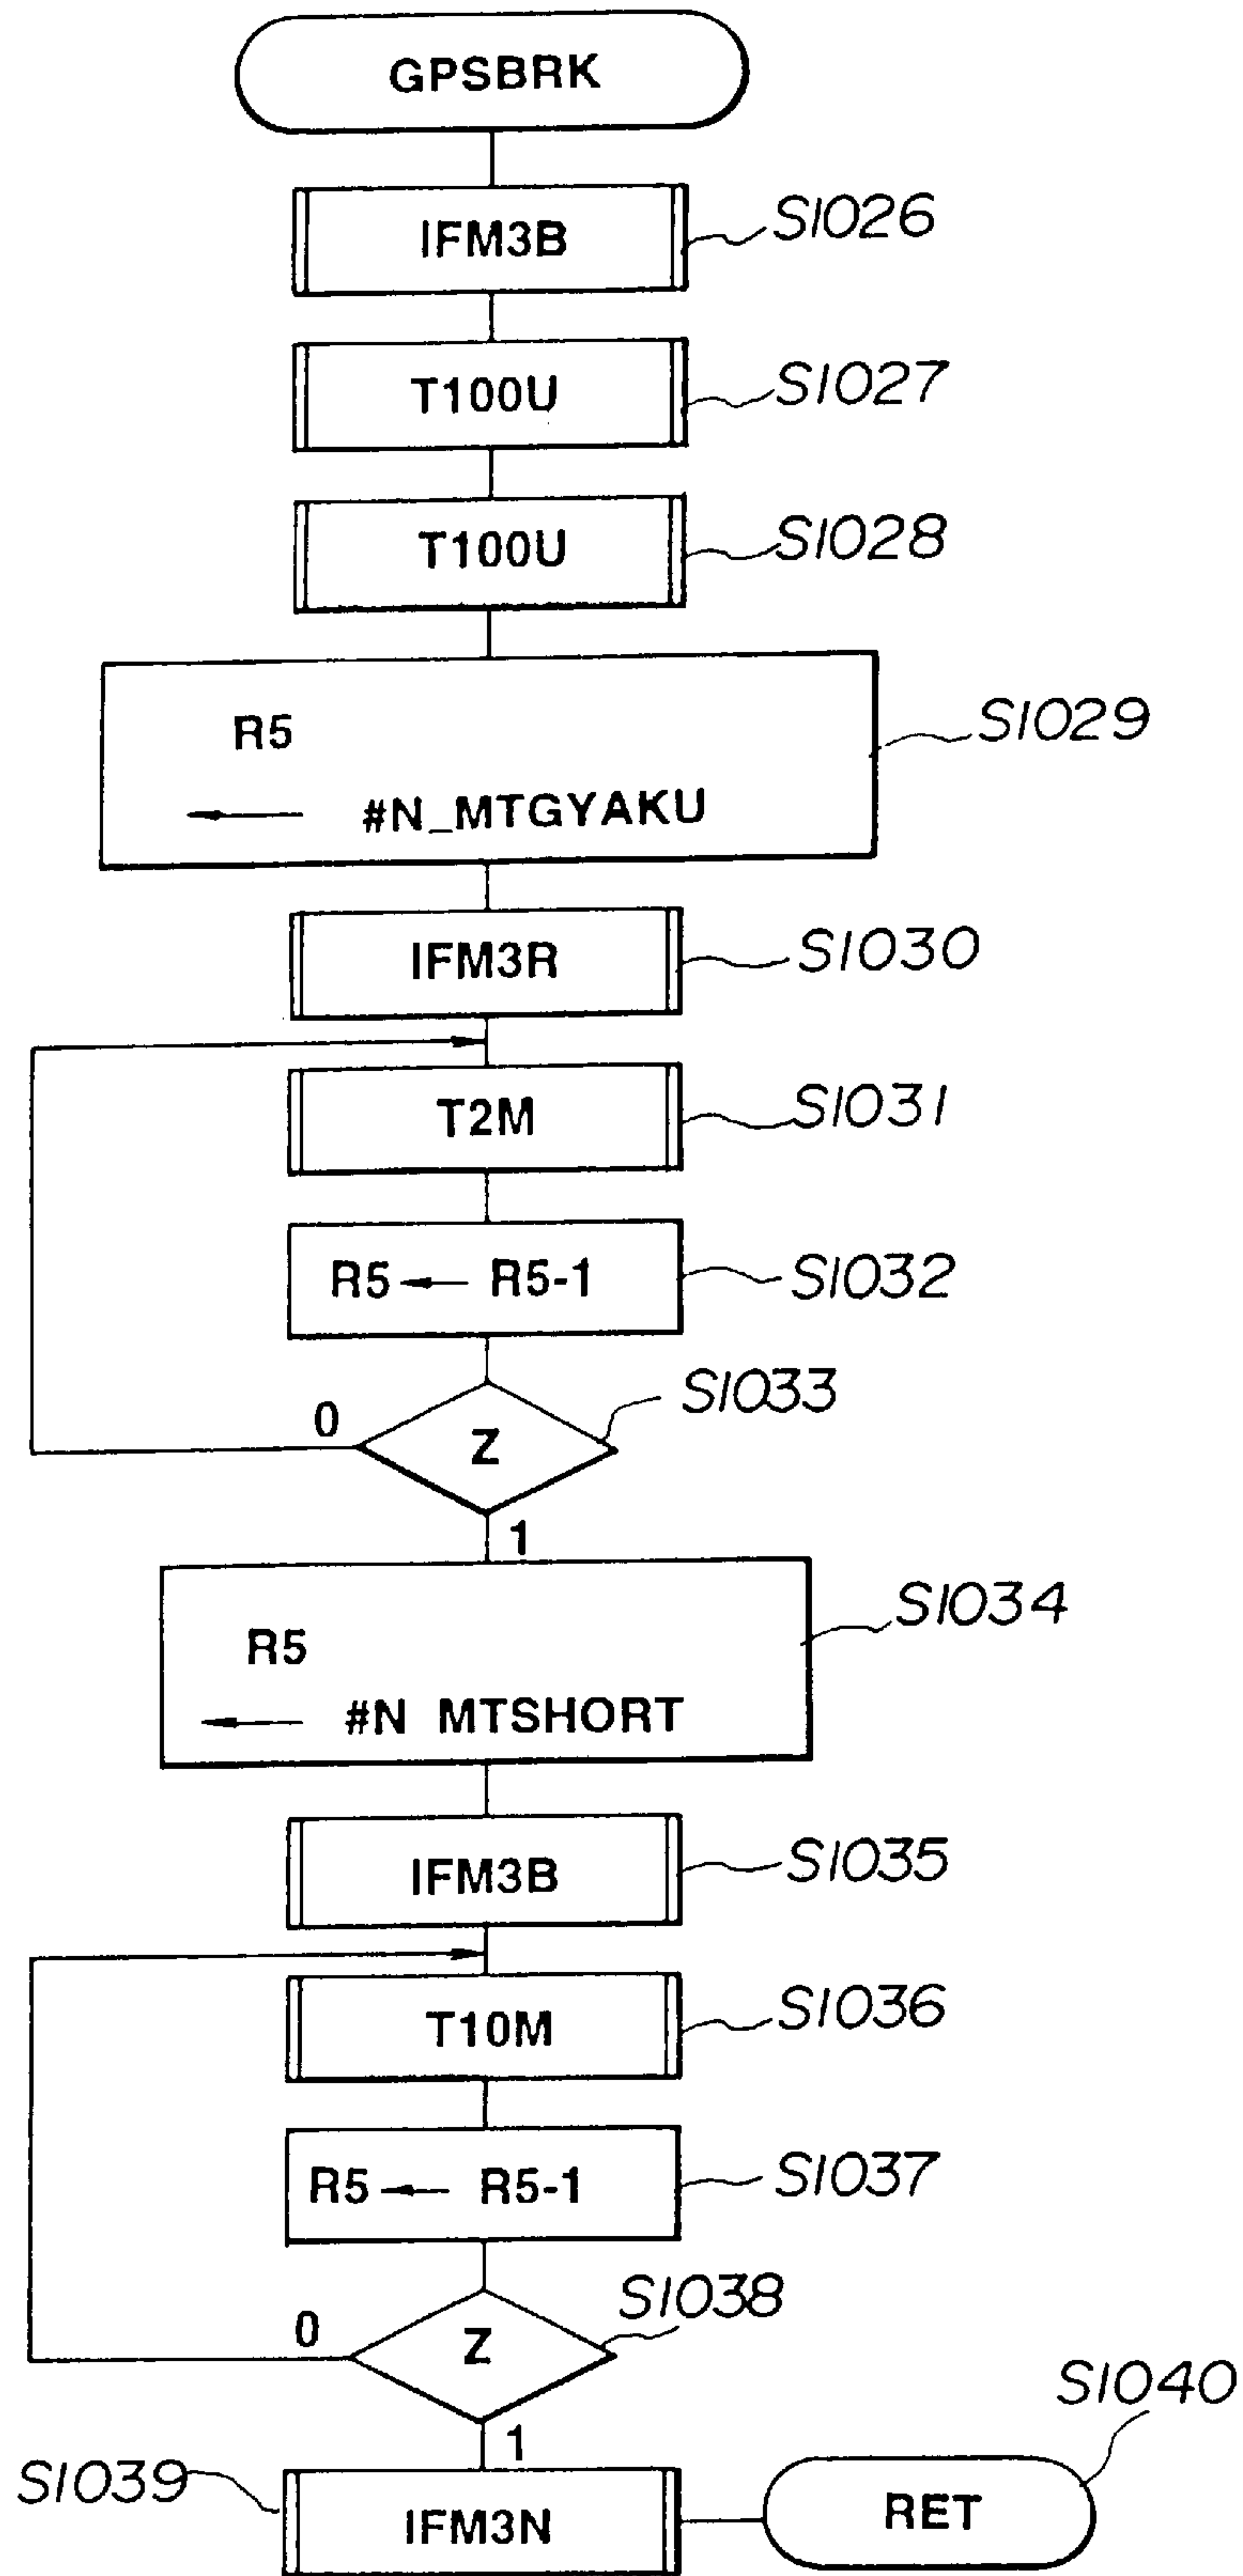 GPSBRK
IFM3B
S1026
T100U
S1027
T100U
S1028
R5
← #N_MTGYAKU
S1029
IFM3R
S1030
T2M
S1031
R5 ← R5-1
S1032
Z
S1033
0
1
R5
← #N MTSHORT
S1034
IFM3B
S1035
T10M
S1036
R5 ← R5-1
S1037
Z
S1038
0
1
S1039
IFM3N
RET
S1040